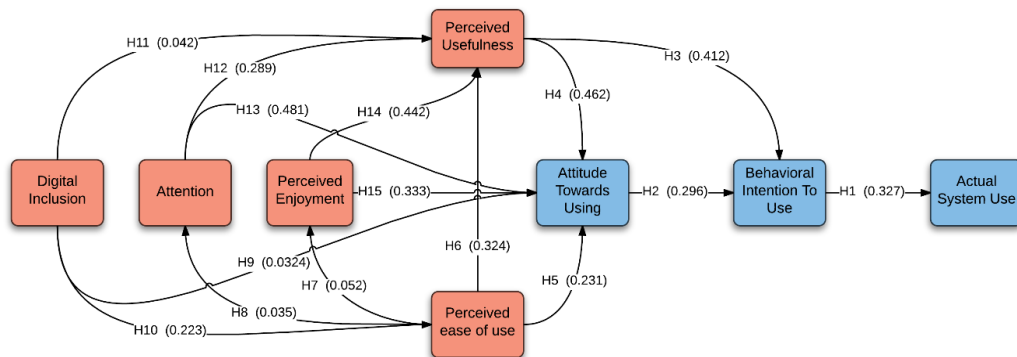 Perceived
Usefulness
H11 (0.042)
H12 (0.289)
H3 (0.412)
H4 (0.462)
H13 (0.481)
H14 (0.442)
Digital
Inclusion
Attention
Perceived
Enjoyment
H15 (0.333)
Attitude
Towards
Using
H2 (0.296)
Behavioral
Intention To
Use
H1 (0.327)
Actual
System Use
H6 (0.324)
H9 (0.0324)
H7 (0.052)
H5 (0.231)
H8 (0.035)
H10 (0.223)
Perceived
ease of use